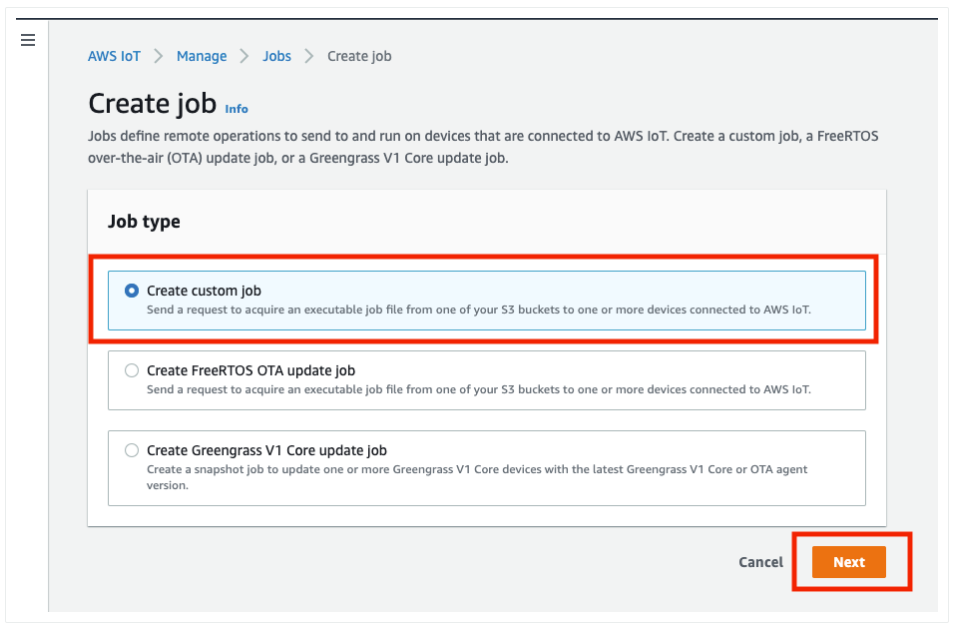 AWS IoT > Manage > Jobs > Create job
Create job Info
Jobs define remote operations to send to and run on devices that are connected to AWS IoT. Create a custom job, a FreeRTOS
over-the-air (OTA) update job, or a Greengrass V1 Core update job.
Job type
Create custom job
Send a request to acquire an executable job file from one of your S3 buckets to one or more devices connected to AWS IoT.
Create FreeRTOS OTA update job
Send a request to acquire an executable job file from one of your S3 buckets to one or more devices connected to AWS IoT.
Create Greengrass V1 Core update job
Create a snapshot job to update one or more Greengrass V1 Core devices with the latest Greengrass V1 Core or OTA agent
version.
Cancel Next